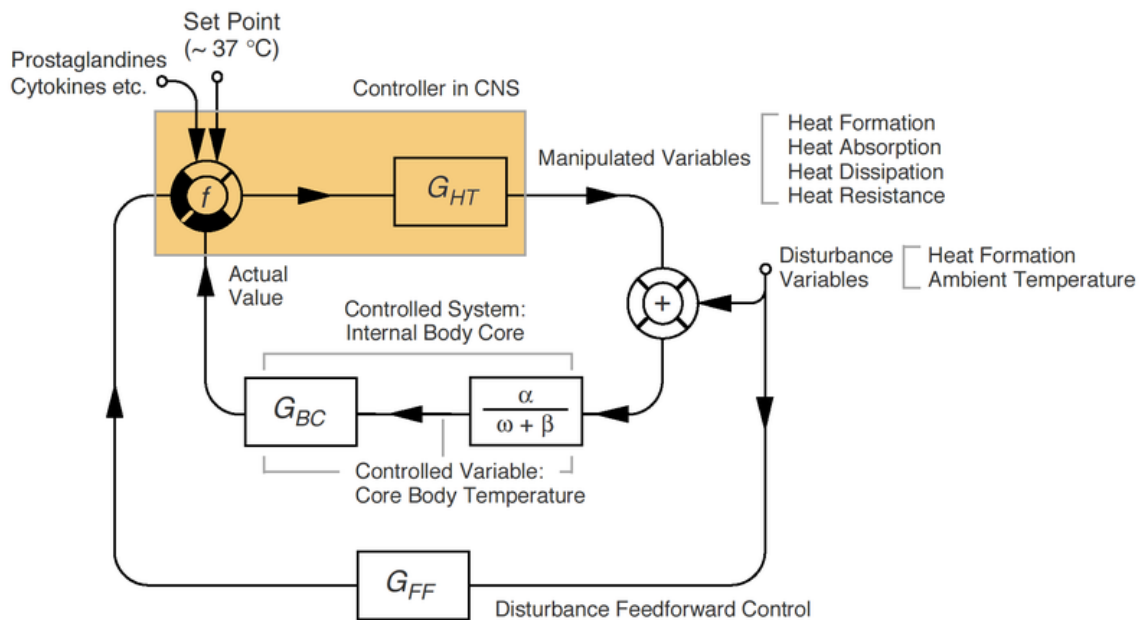 Set Point
(~ 37 °C)
Prostaglandines
Cytokines etc.
Controller in CNS
f
G_HT
Manipulated Variables
Heat Formation
Heat Absorption
Heat Dissipation
Heat Resistance
Actual
Value
Disturbance
Variables
Heat Formation
Ambient Temperature
+
Controlled System:
Internal Body Core
G_BC
α
ω + β
Controlled Variable:
Core Body Temperature
G_FF
Disturbance Feedforward Control